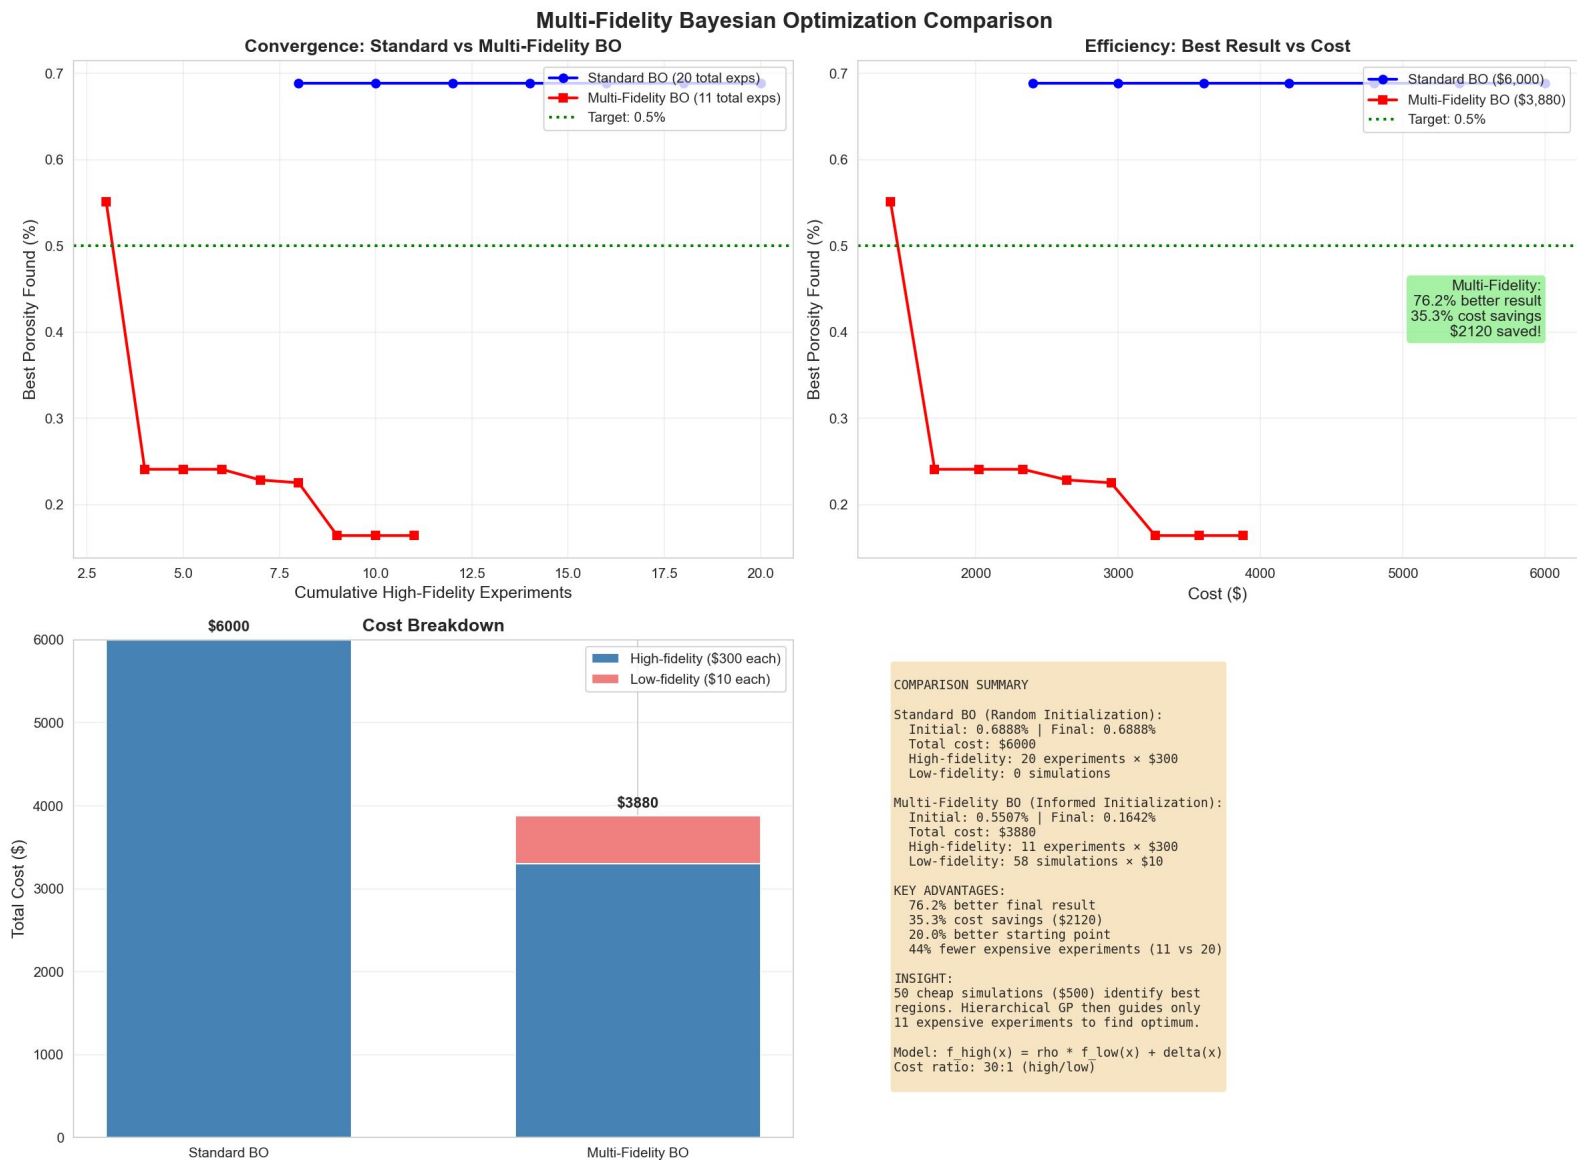 Multi-Fidelity Bayesian Optimization Comparison
Convergence: Standard vs Multi-Fidelity BO
Standard BO (20 total exps)
Multi-Fidelity BO (11 total exps)
Target: 0.5%
Best Porosity Found (%)
0.7
0.6
0.5
0.4
0.3
0.2
2.5
5.0
7.5
10.0
12.5
15.0
17.5
20.0
Cumulative High-Fidelity Experiments
Efficiency: Best Result vs Cost
Standard BO ($6,000)
Multi-Fidelity BO ($3,880)
Target: 0.5%
Best Porosity Found (%)
0.7
0.6
0.5
0.4
0.3
0.2
Multi-Fidelity:
76.2% better result
35.3% cost savings
$2120 saved!
2000
3000
4000
5000
6000
Cost ($)
Cost Breakdown
$6000
$3880
High-fidelity ($300 each)
Low-fidelity ($10 each)
Total Cost ($)
6000
5000
4000
3000
2000
1000
0
Standard BO
Multi-Fidelity BO
COMPARISON SUMMARY
Standard BO (Random Initialization):
Initial: 0.6888% | Final: 0.6888%
Total cost: $6000
High-fidelity: 20 experiments × $300
Low-fidelity: 0 simulations
Multi-Fidelity BO (Informed Initialization):
Initial: 0.5507% | Final: 0.1642%
Total cost: $3880
High-fidelity: 11 experiments × $300
Low-fidelity: 58 simulations × $10
KEY ADVANTAGES:
76.2% better final result
35.3% cost savings ($2120)
20.0% better starting point
44% fewer expensive experiments (11 vs 20)
INSIGHT:
50 cheap simulations ($500) identify best
regions. Hierarchical GP then guides only
11 expensive experiments to find optimum.
Model: f_high(x) = rho * f_low(x) + delta(x)
Cost ratio: 30:1 (high/low)